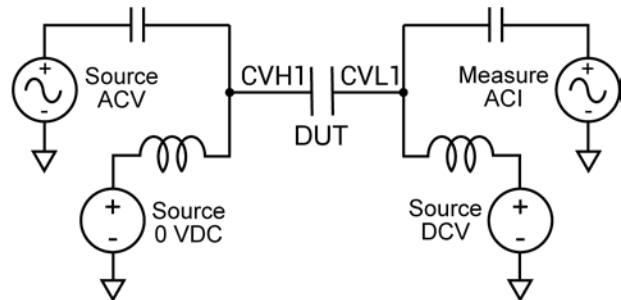 Source
ACV
CVH1
CVL1
DUT
Measure
ACI
Source
0 VDC
Source
DCV
+
-
+
-
+
-
+
-